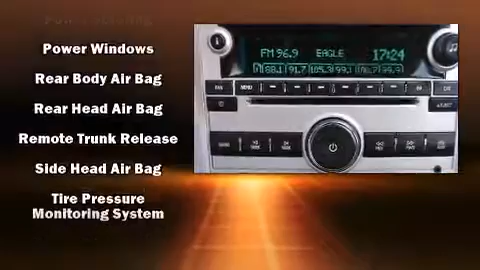 Power Windows
Rear Body Air Bag
Rear Head Air Bag
Remote Trunk Release
Side Head Air Bag
Tire Pressure
Monitoring System
FM 96.9 EAGLE 17:24
88.1 91.7 105.3 99.1 99.9